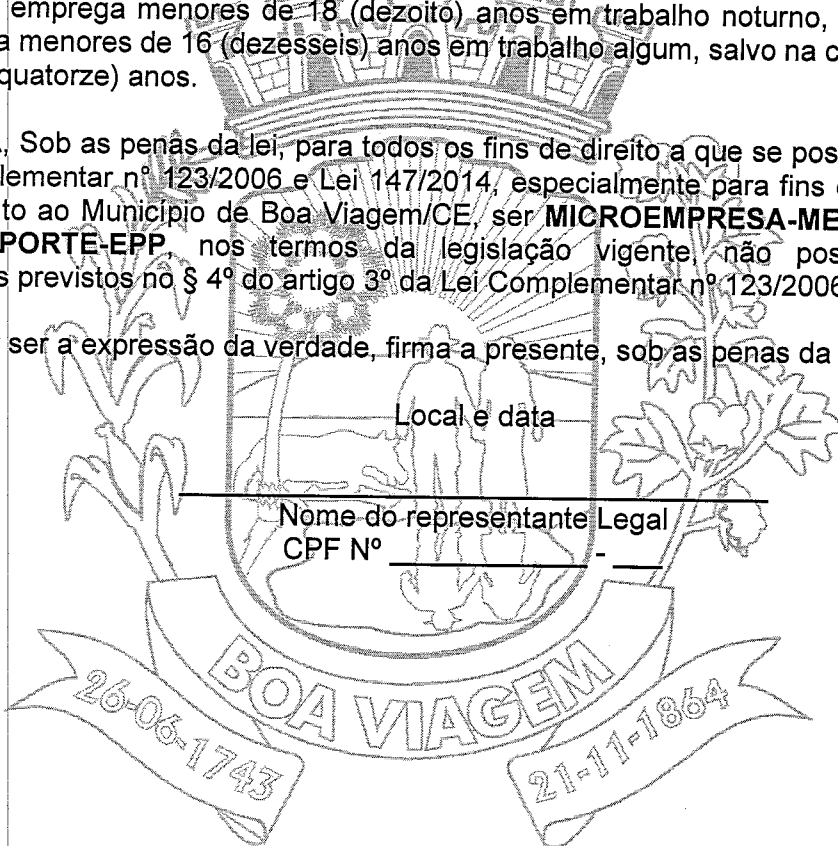 emprega menores de 18 (dezoito) anos em trabalho noturno,
a menores de 16 (dezesseis) anos em trabalho algum, salvo na c
quatorze) anos.
, Sob as penas da lei, para todos os fins de direito a que se pos
lementar nº 123/2006 e Lei 147/2014, especialmente para fins
to ao Município de Boa Viagem/CE, ser MICROEMPRESA-ME
PORTE-EPP, nos termos da legislação vigente, não pos
s previstos no § 4º do artigo 3º da Lei Complementar nº 123/2006
ser a expressão da verdade, firma a presente, sob as penas da
Local e data
Nome do representante Legal
CPF Nº ____________ - ___
BOA VIAGEM
26-06-1743
21-11-1864